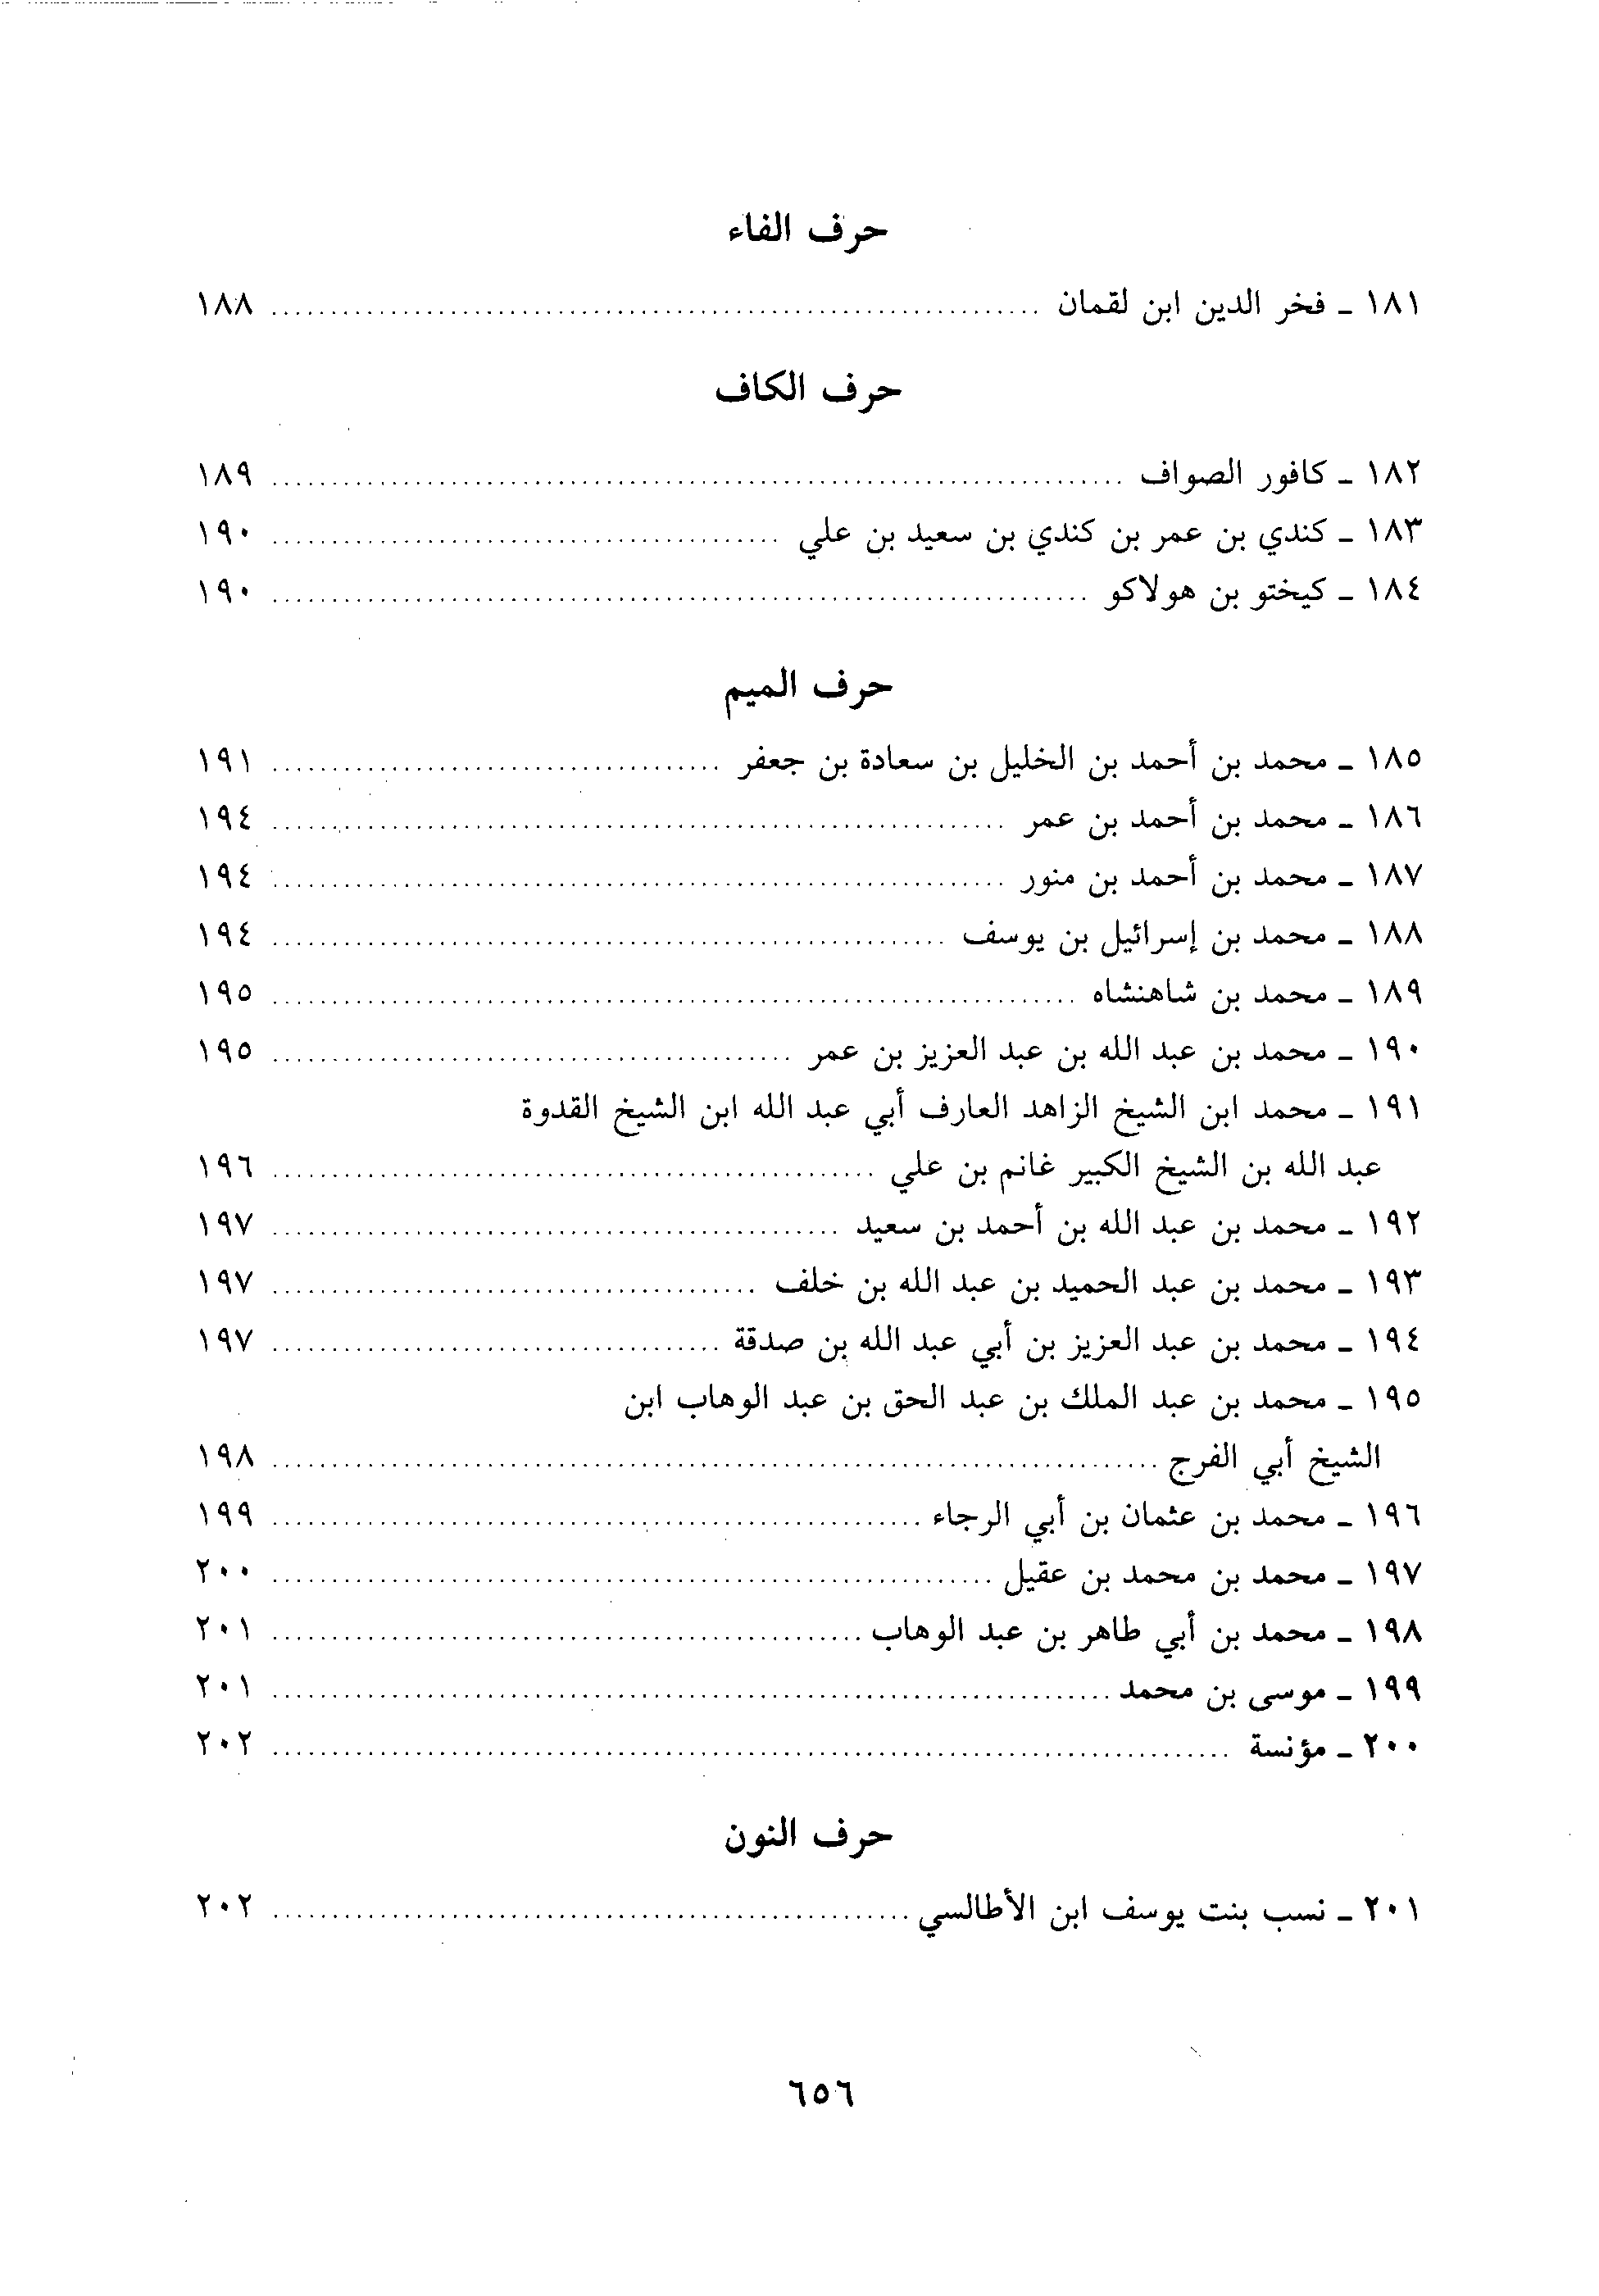 حرف الفاء
١٨١ ـ فخر الدين ابن لقمان ........ ١٨٨
حرف الكاف
١٨٢ ـ كافور الصواف ........ ١٨٩
١٨٣ ـ كندي بن عمر بن كندي بن سعيد بن علي ........ ١٩٠
١٨٤ ـ كيختو بن هولاكو ........ ١٩٠
حرف الميم
١٨٥ ـ محمد بن أحمد بن الخليل بن سعادة بن جعفر ........ ١٩١
١٨٦ ـ محمد بن أحمد بن عمر ........ ١٩٤
١٨٧ ـ محمد بن أحمد بن منور ........ ١٩٤
١٨٨ ـ محمد بن إسرائيل بن يوسف ........ ١٩٤
١٨٩ ـ محمد بن شاهنشاه ........ ١٩٥
١٩٠ ـ محمد بن عبد الله بن عبد العزيز بن عمر ........ ١٩٥
١٩١ ـ محمد ابن الشيخ الزاهد العارف أبي عبد الله ابن الشيخ القدوة
عبد الله بن الشيخ الكبير غانم بن علي ........ ١٩٦
١٩٢ ـ محمد بن عبد الله بن أحمد بن سعيد ........ ١٩٧
١٩٣ ـ محمد بن عبد الحميد بن عبد الله بن خلف ........ ١٩٧
١٩٤ ـ محمد بن عبد العزيز بن أبي عبد الله بن صدقة ........ ١٩٧
١٩٥ ـ محمد بن عبد الملك بن عبد الحق بن عبد الوهاب ابن
الشيخ أبي الفرج ........ ١٩٨
١٩٦ ـ محمد بن عثمان بن أبي الرجاء ........ ١٩٩
١٩٧ ـ محمد بن محمد بن عقيل ........ ٢٠٠
١٩٨ ـ محمد بن أبي طاهر بن عبد الوهاب ........ ٢٠١
١٩٩ ـ موسى بن محمد ........ ٢٠١
٢٠٠ ـ مؤنسة ........ ٢٠٢
حرف النون
٢٠١ ـ نسب بنت يوسف ابن الأطالسي ........ ٢٠٢
٦٥٦